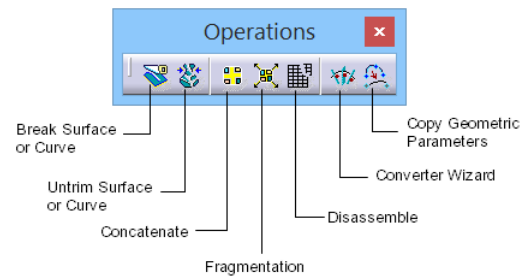 Operations
x
Break Surface
or Curve
Untrim Surface
or Curve
Concatenate
Fragmentation
Disassemble
Converter Wizard
Copy Geometric
Parameters